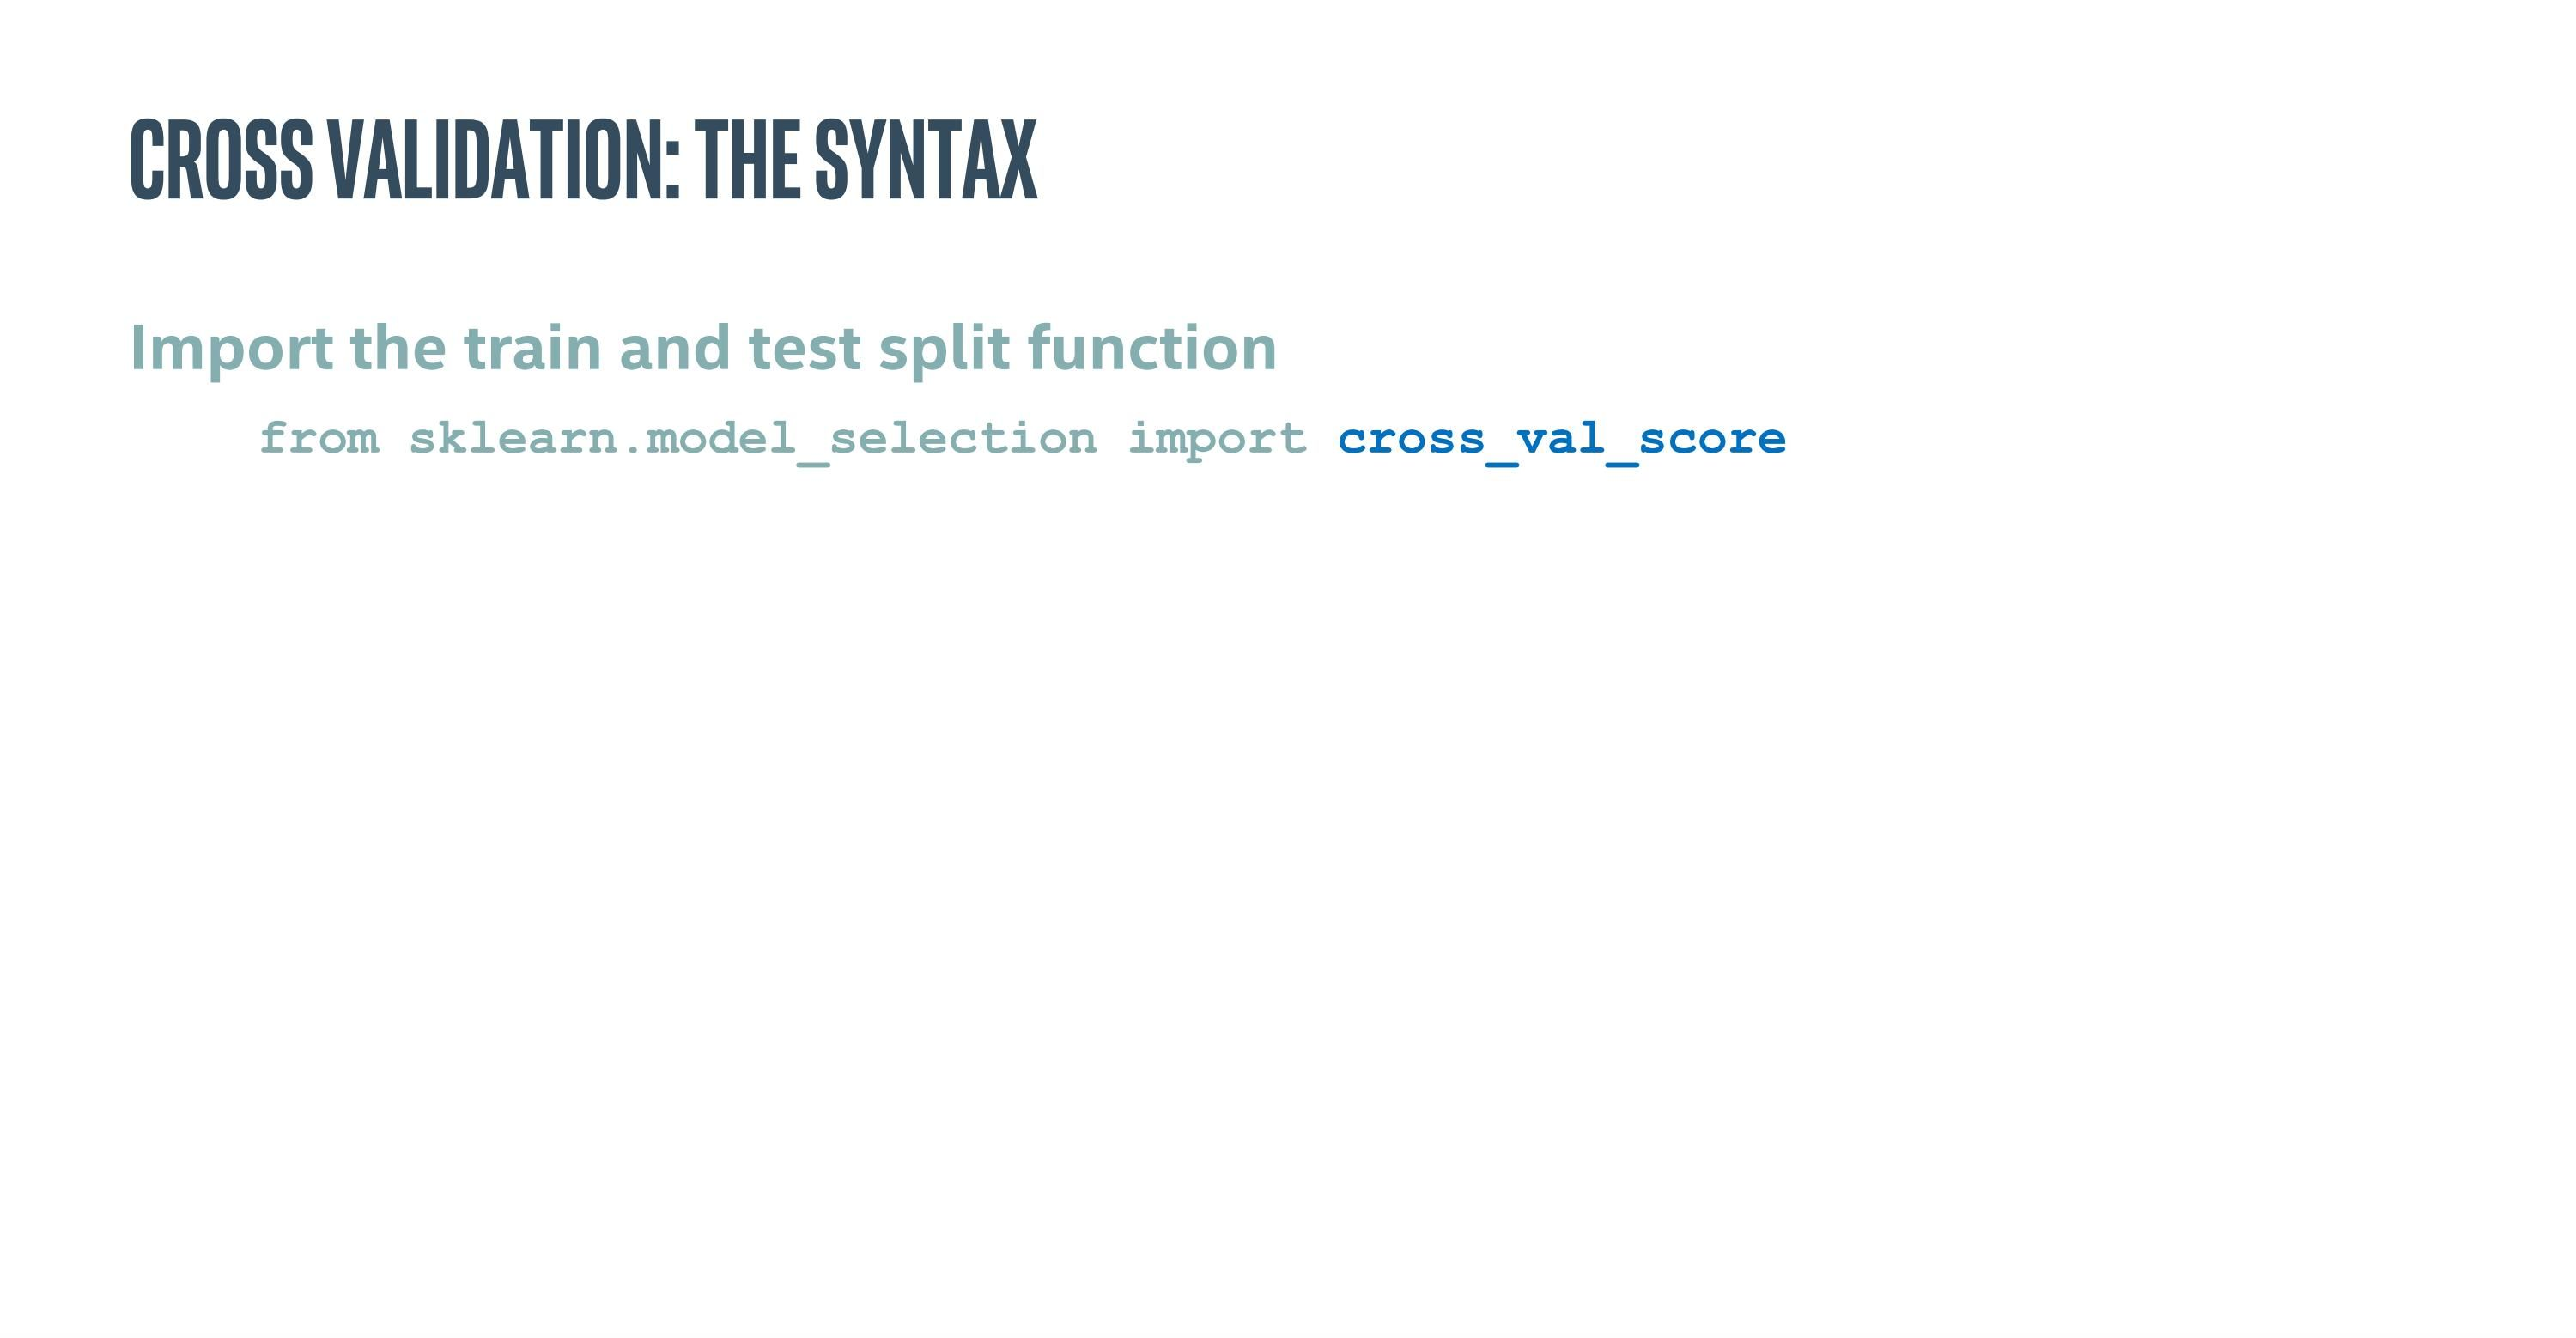 CROSS VALIDATION: THE SYNTAX
Import the train and test split function
from sklearn.model_selection import cross_val_score